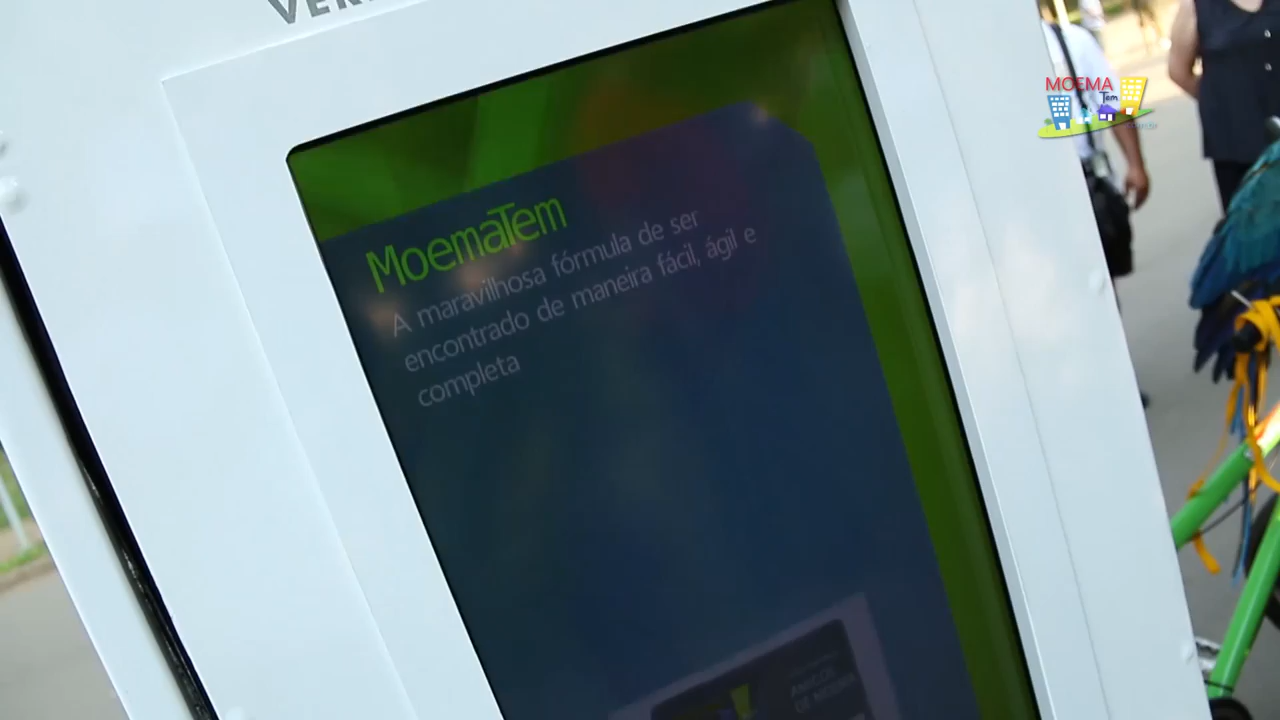 MOEMA
Tem
MoemaTem
A maravilhosa fórmula de ser
encontrado de maneira fácil, ágil e
completa